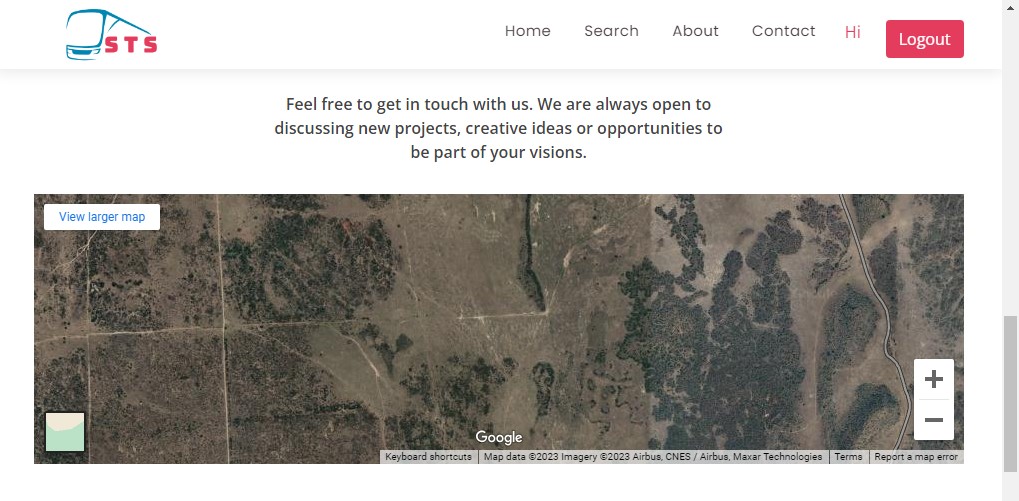 STS
Home Search About Contact Hi Logout
Feel free to get in touch with us. We are always open to
discussing new projects, creative ideas or opportunities to
be part of your visions.
View larger map
Google
Keyboard shortcuts Map data ©2023 Imagery ©2023 Airbus, CNES / Airbus, Maxar Technologies Terms Report a map error